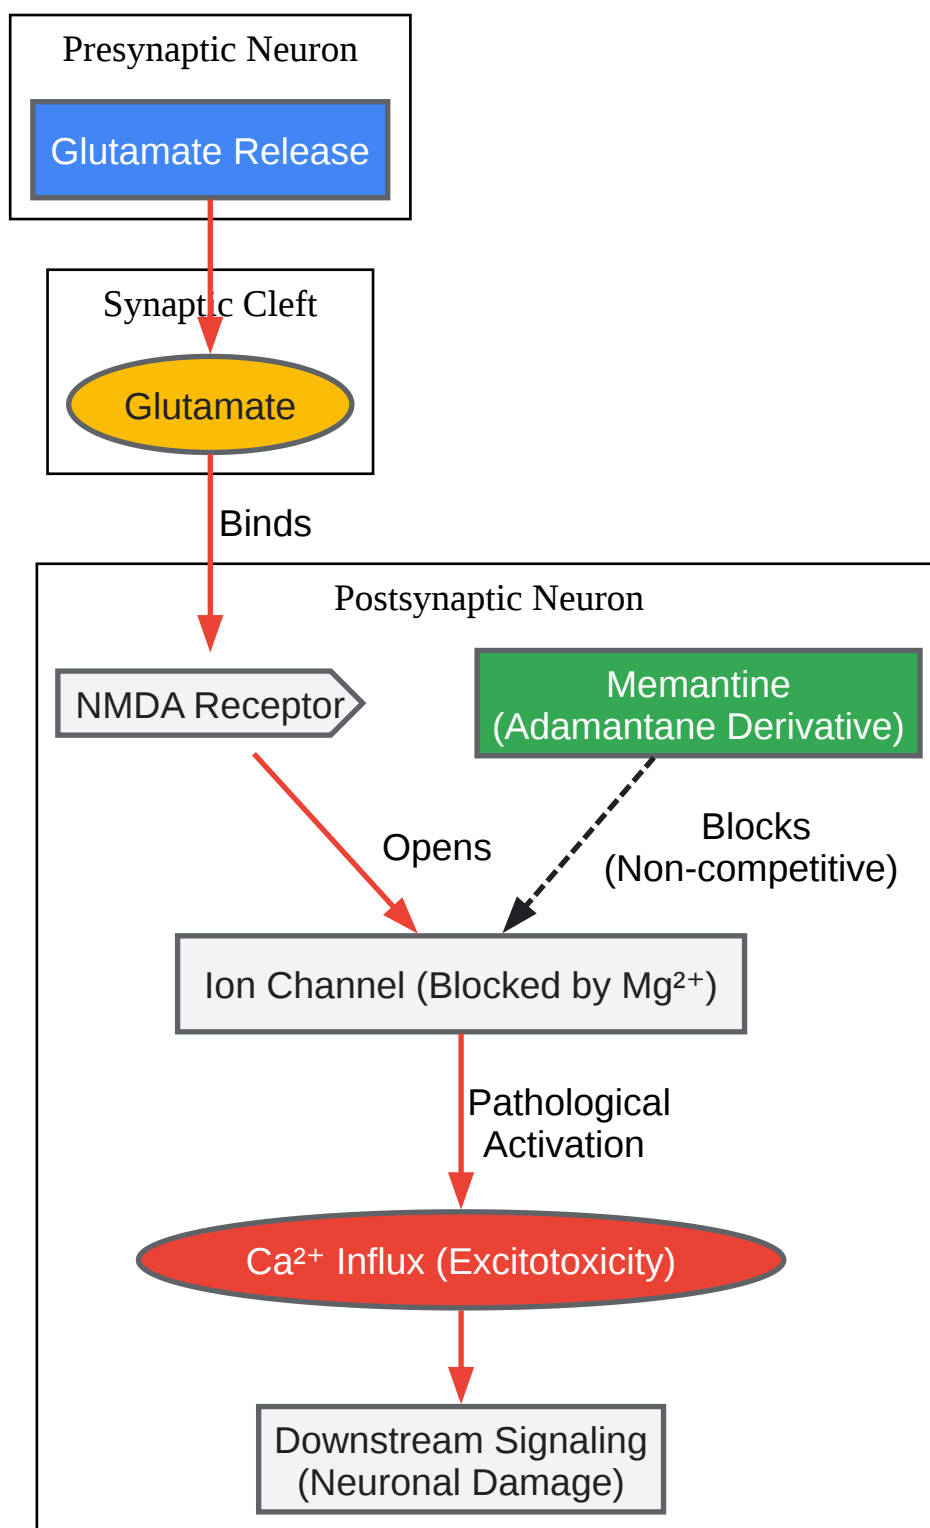 Presynaptic Neuron
Glutamate Release
Synaptic Cleft
Glutamate
Binds
Postsynaptic Neuron
NMDA Receptor
Memantine
(Adamantane Derivative)
Opens
Blocks
(Non-competitive)
Ion Channel (Blocked by Mg²⁺)
Pathological
Activation
Ca²⁺ Influx (Excitotoxicity)
Downstream Signaling
(Neuronal Damage)